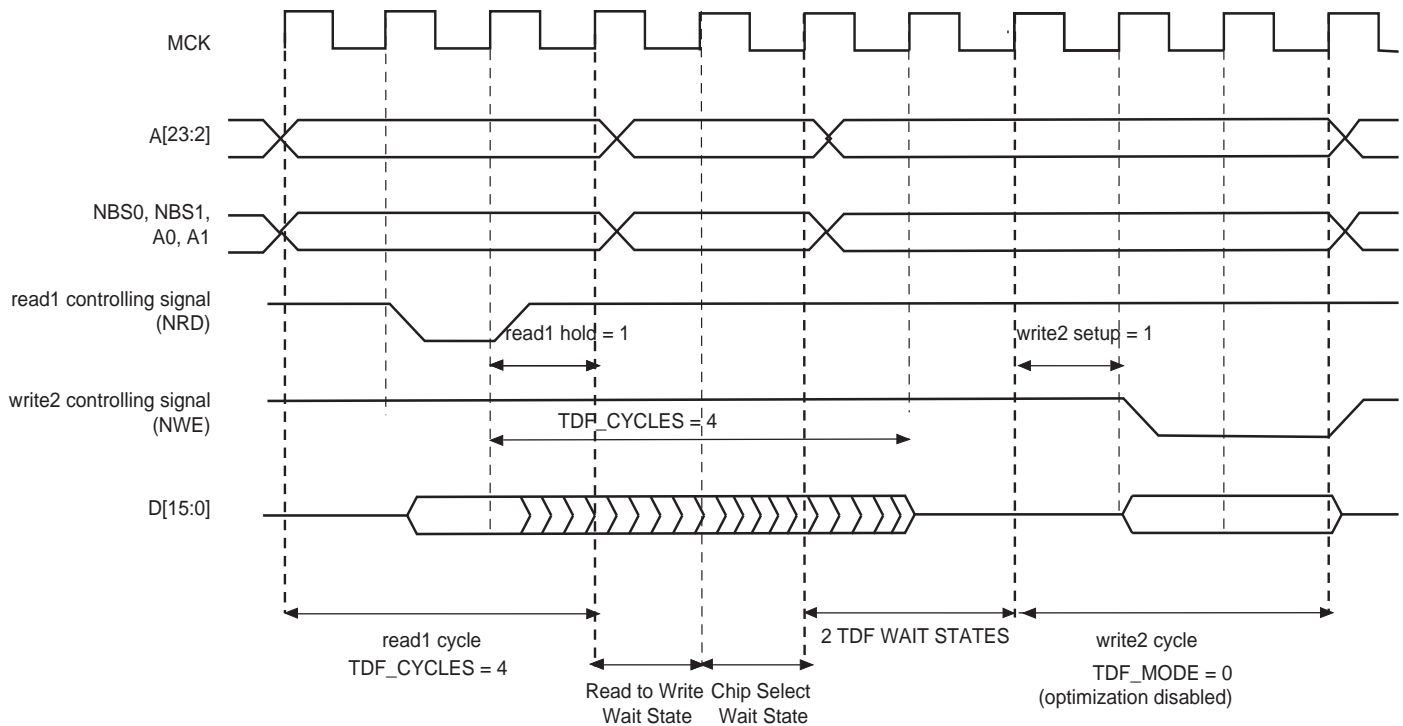 MCK
A[23:2]
NBS0, NBS1,
A0, A1
read1 controlling signal
(NRD)
read1 hold = 1
write2 setup = 1
write2 controlling signal
(NWE)
TDF_CYCLES = 4
D[15:0]
read1 cycle
TDF_CYCLES = 4
2 TDF WAIT STATES
write2 cycle
TDF_MODE = 0
(optimization disabled)
Read to Write
Wait State
Chip Select
Wait State